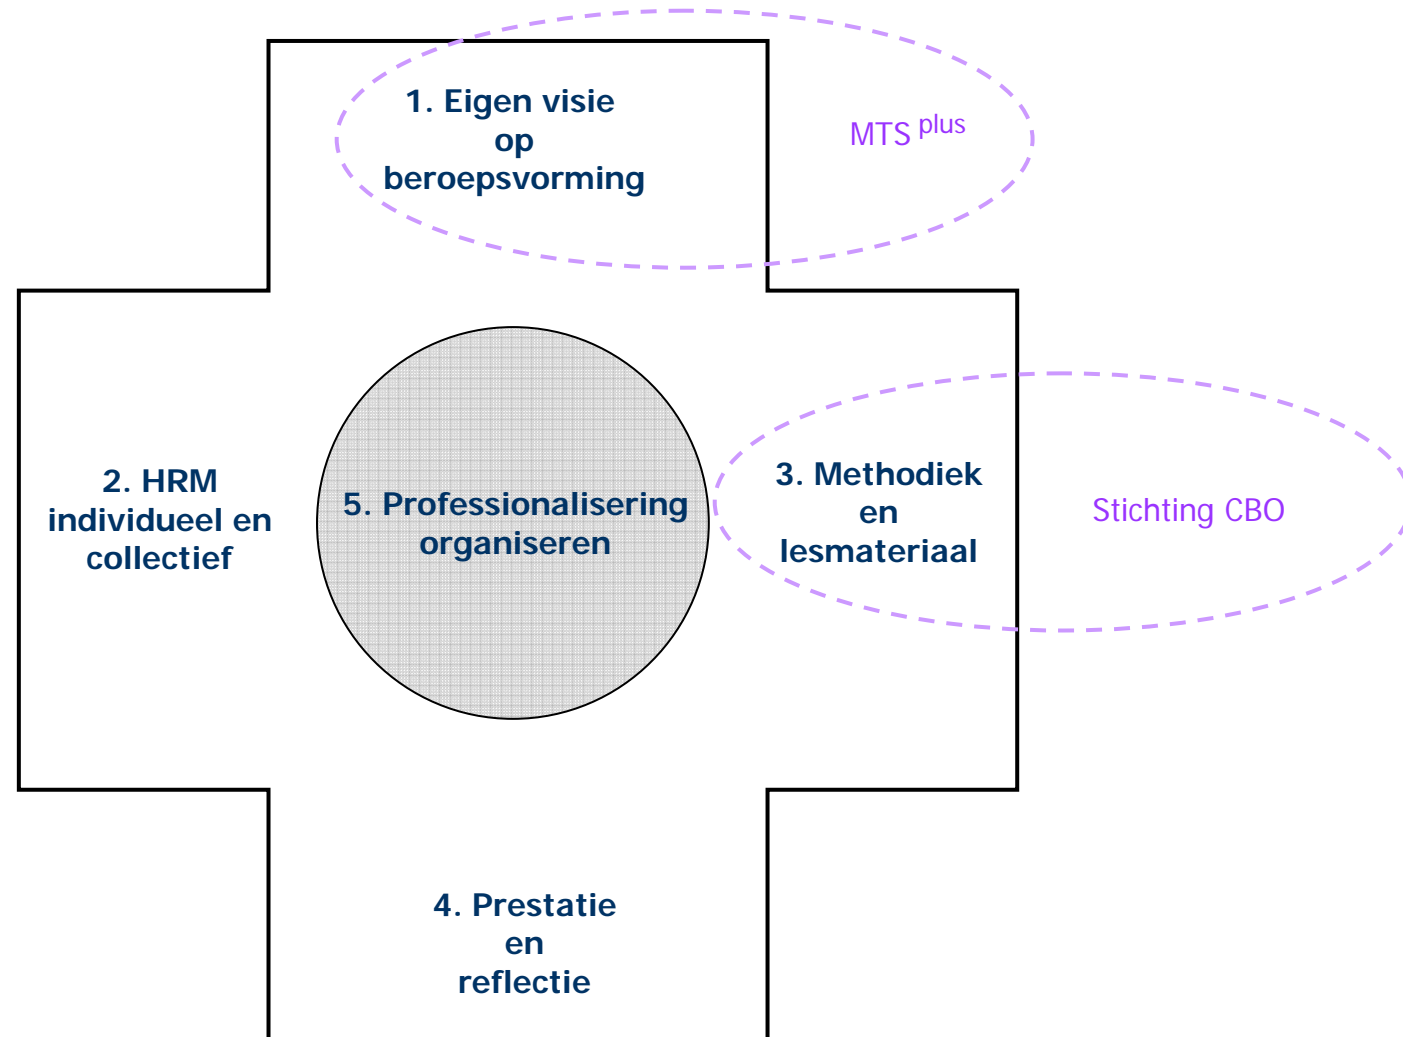 1. Eigen visie
op
beroepsvorming
MTS plus
2. HRM
individueel en
collectief
5. Professionalisering
organiseren
3. Methodiek
en
lesmateriaal
Stichting CBO
4. Prestatie
en
reflectie